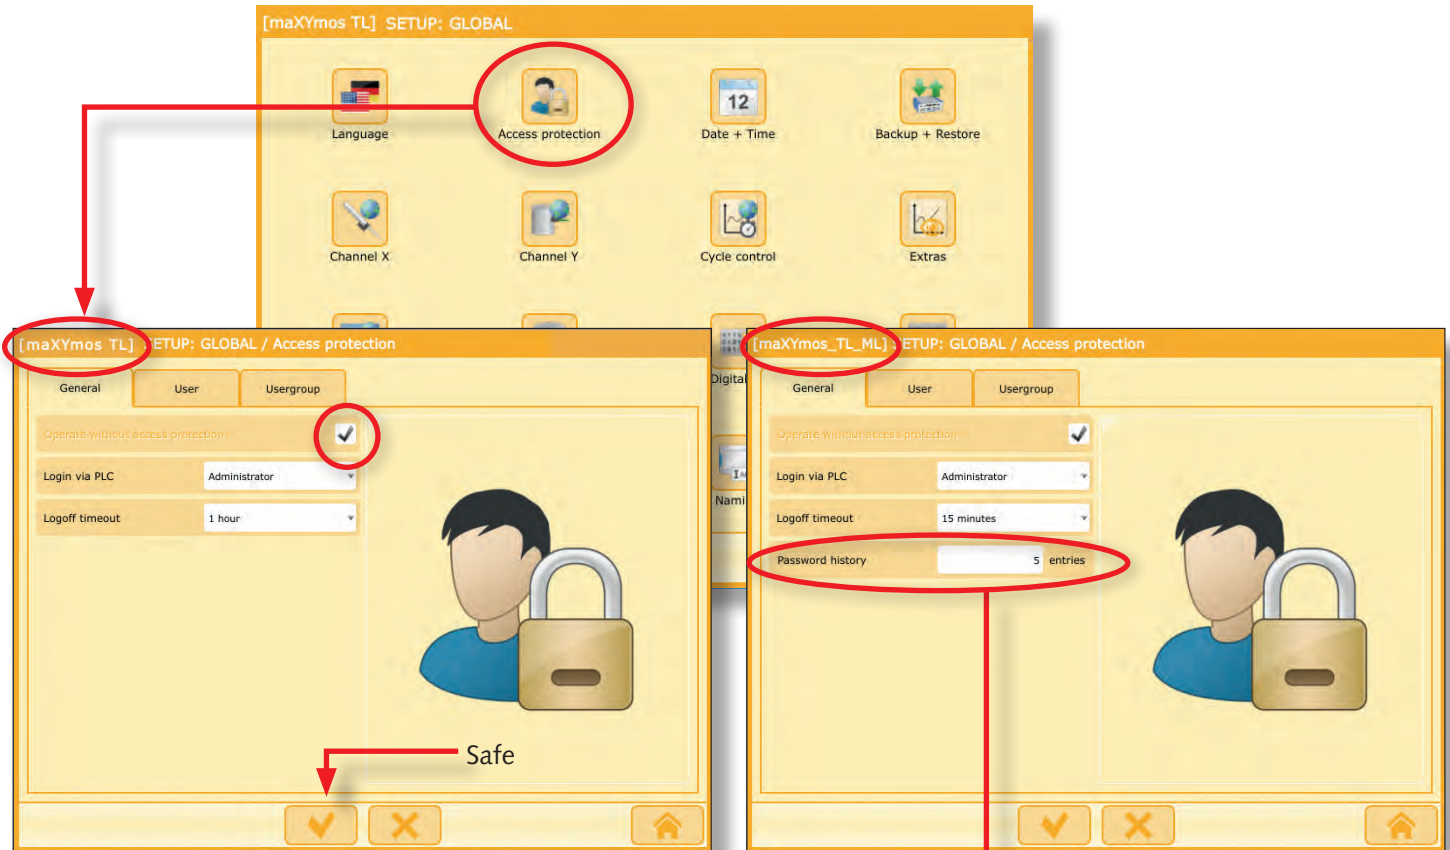 [maXYmos TL] SETUP: GLOBAL
Language
Access protection
12
Date + Time
Backup + Restore
Channel X
Channel Y
Cycle control
Extras
Digital
Nami
[maXYmos TL] SETUP: GLOBAL / Access protection
General
User
Usergroup
Operate without access protection
Login via PLC
Administrator
Logoff timeout
1 hour
Safe
[maXYmos_TL_ML] SETUP: GLOBAL / Access protection
General
User
Usergroup
Operate without access protection
Login via PLC
Administrator
Logoff timeout
15 minutes
Password history
5 entries